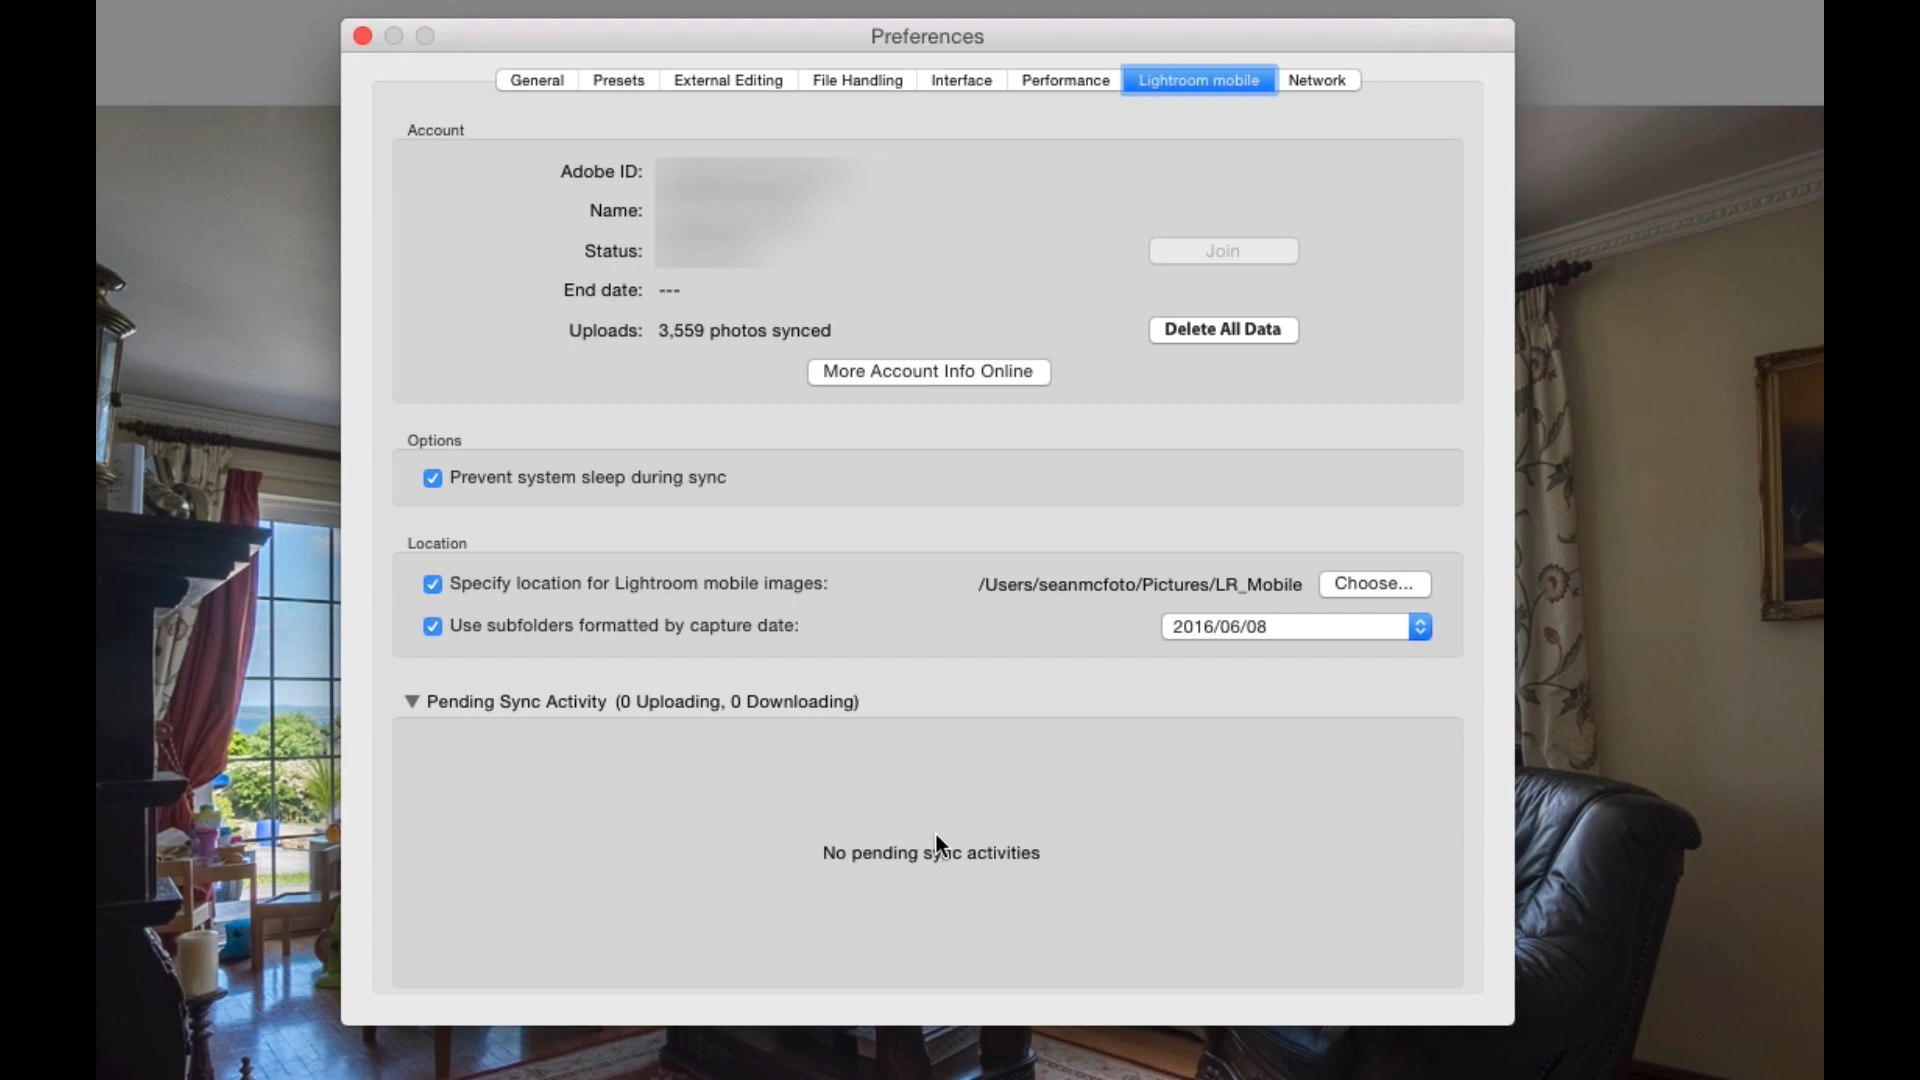 Preferences
General Presets External Editing File Handling Interface Performance Lightroom mobile Network
Account
Adobe ID:
Name:
Status:
Join
End date: ---
Uploads: 3,559 photos synced
Delete All Data
More Account Info Online
Options
Prevent system sleep during sync
Location
Specify location for Lightroom mobile images: /Users/seanmcfoto/Pictures/LR_Mobile Choose...
Use subfolders formatted by capture date: 2016/06/08
Pending Sync Activity (0 Uploading, 0 Downloading)
No pending sync activities